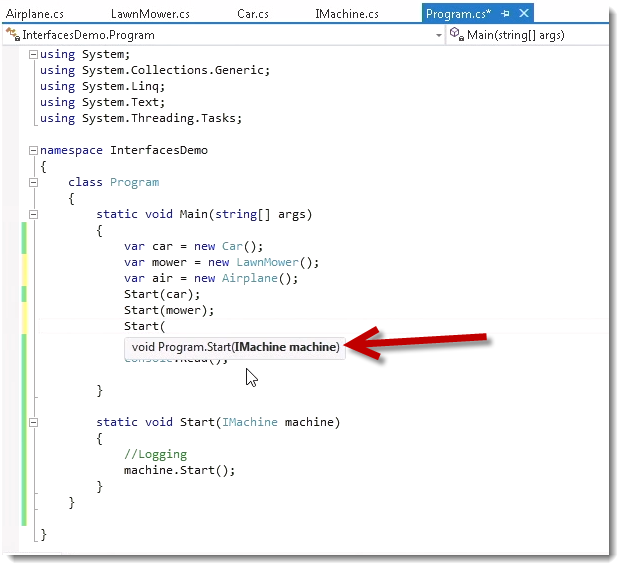 Airplane.cs LawnMower.cs Car.cs IMachine.cs Program.cs*
InterfacesDemo.Program Main(string[] args)
using System;
using System.Collections.Generic;
using System.Linq;
using System.Text;
using System.Threading.Tasks;
namespace InterfacesDemo
{
class Program
{
static void Main(string[] args)
{
var car = new Car();
var mower = new LawnMower();
var air = new Airplane();
Start(car);
Start(mower);
Start(
void Program.Start(IMachine machine)
Console.Read();
}
static void Start(IMachine machine)
{
//Logging
machine.Start();
}
}
}